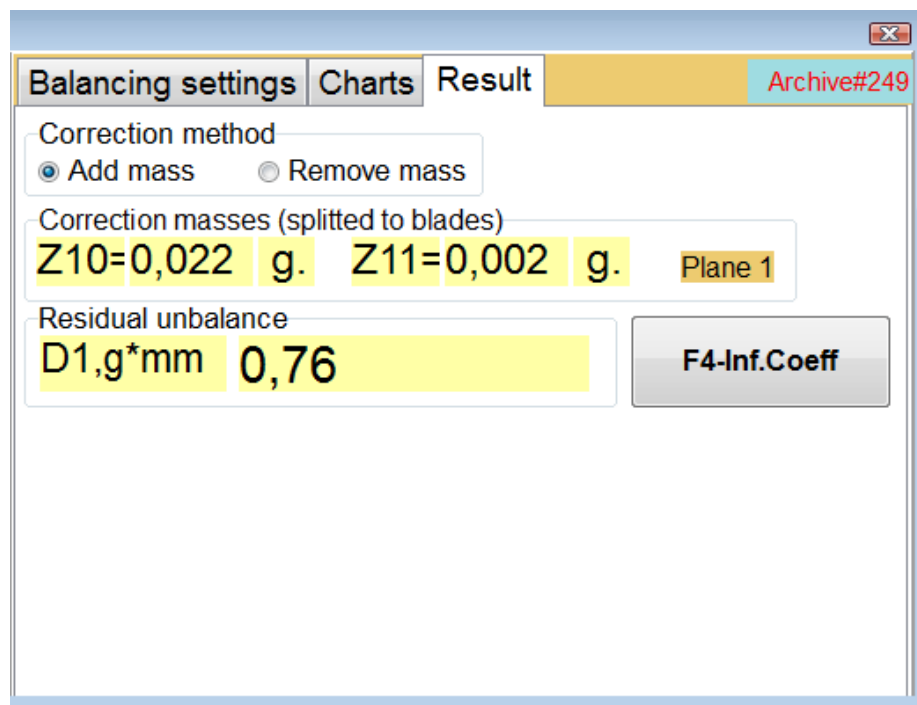 Balancing settings Charts Result Archive#249
Correction method
Add mass Remove mass
Correction masses (splitted to blades)
Z10=0,022 g. Z11=0,002 g. Plane 1
Residual unbalance
D1,g*mm 0,76 F4-Inf.Coeff